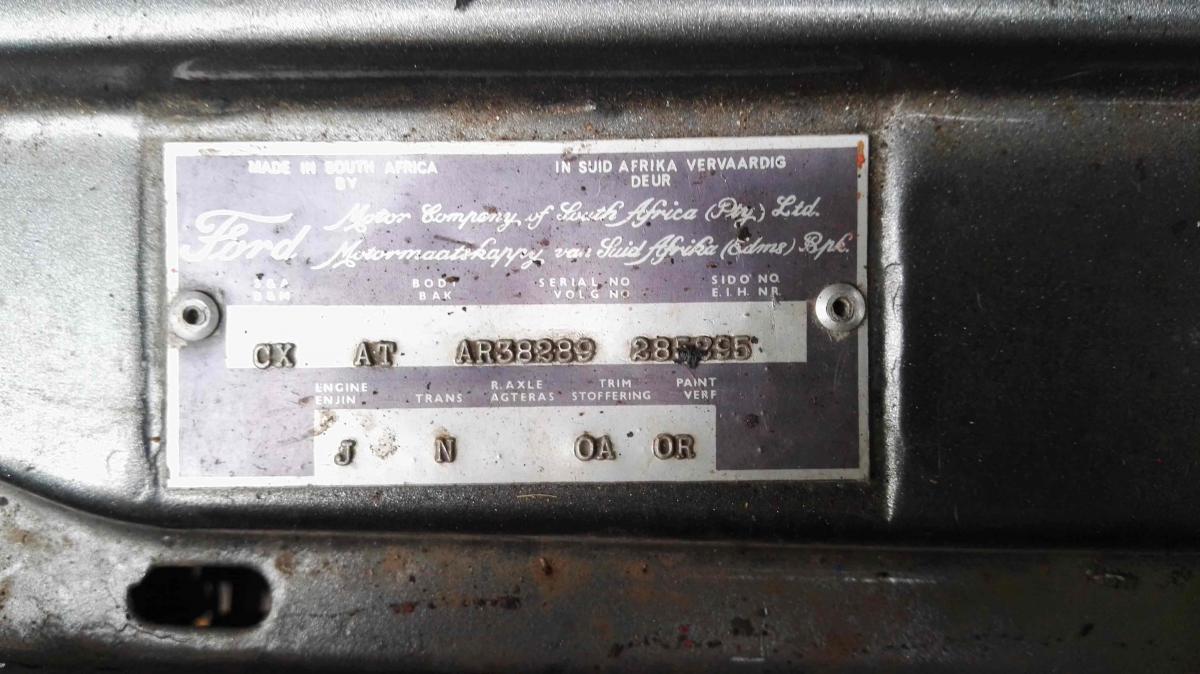 MADE IN SOUTH AFRICA IN SUID AFRIKA VERVAARDIG
BY DEUR
Ford Motor Company of South Africa (Pty.) Ltd.
Motormaatskappy van Suid Afrika (Edms) Bpk.
BODY SERIAL NO SIDO NO.
BAK VOLG NO E.I.H. NR.
CX AT AR38289
ENGINE R. AXLE TRIM PAINT
ENJIN TRANS AGTERAS STOFFERING VERF
J N OA OR